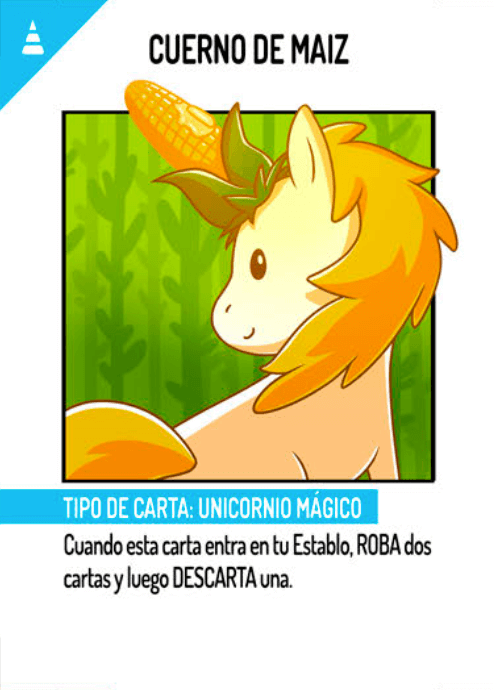 CUERNO DE MAIZ
TIPO DE CARTA: UNICORNIO MÁGICO
Cuando esta carta entra en tu Establo, ROBA dos
cartas y luego DESCARTA una.